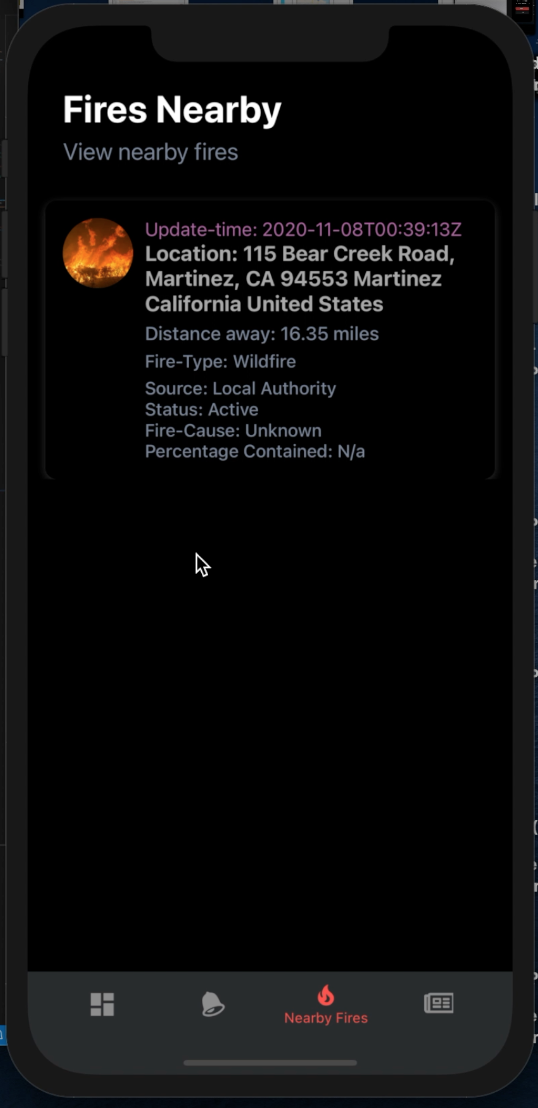 Fires Nearby
View nearby fires
Update-time: 2020-11-08T00:39:13Z
Location: 115 Bear Creek Road,
Martinez, CA 94553 Martinez
California United States
Distance away: 16.35 miles
Fire-Type: Wildfire
Source: Local Authority
Status: Active
Fire-Cause: Unknown
Percentage Contained: N/a
Nearby Fires